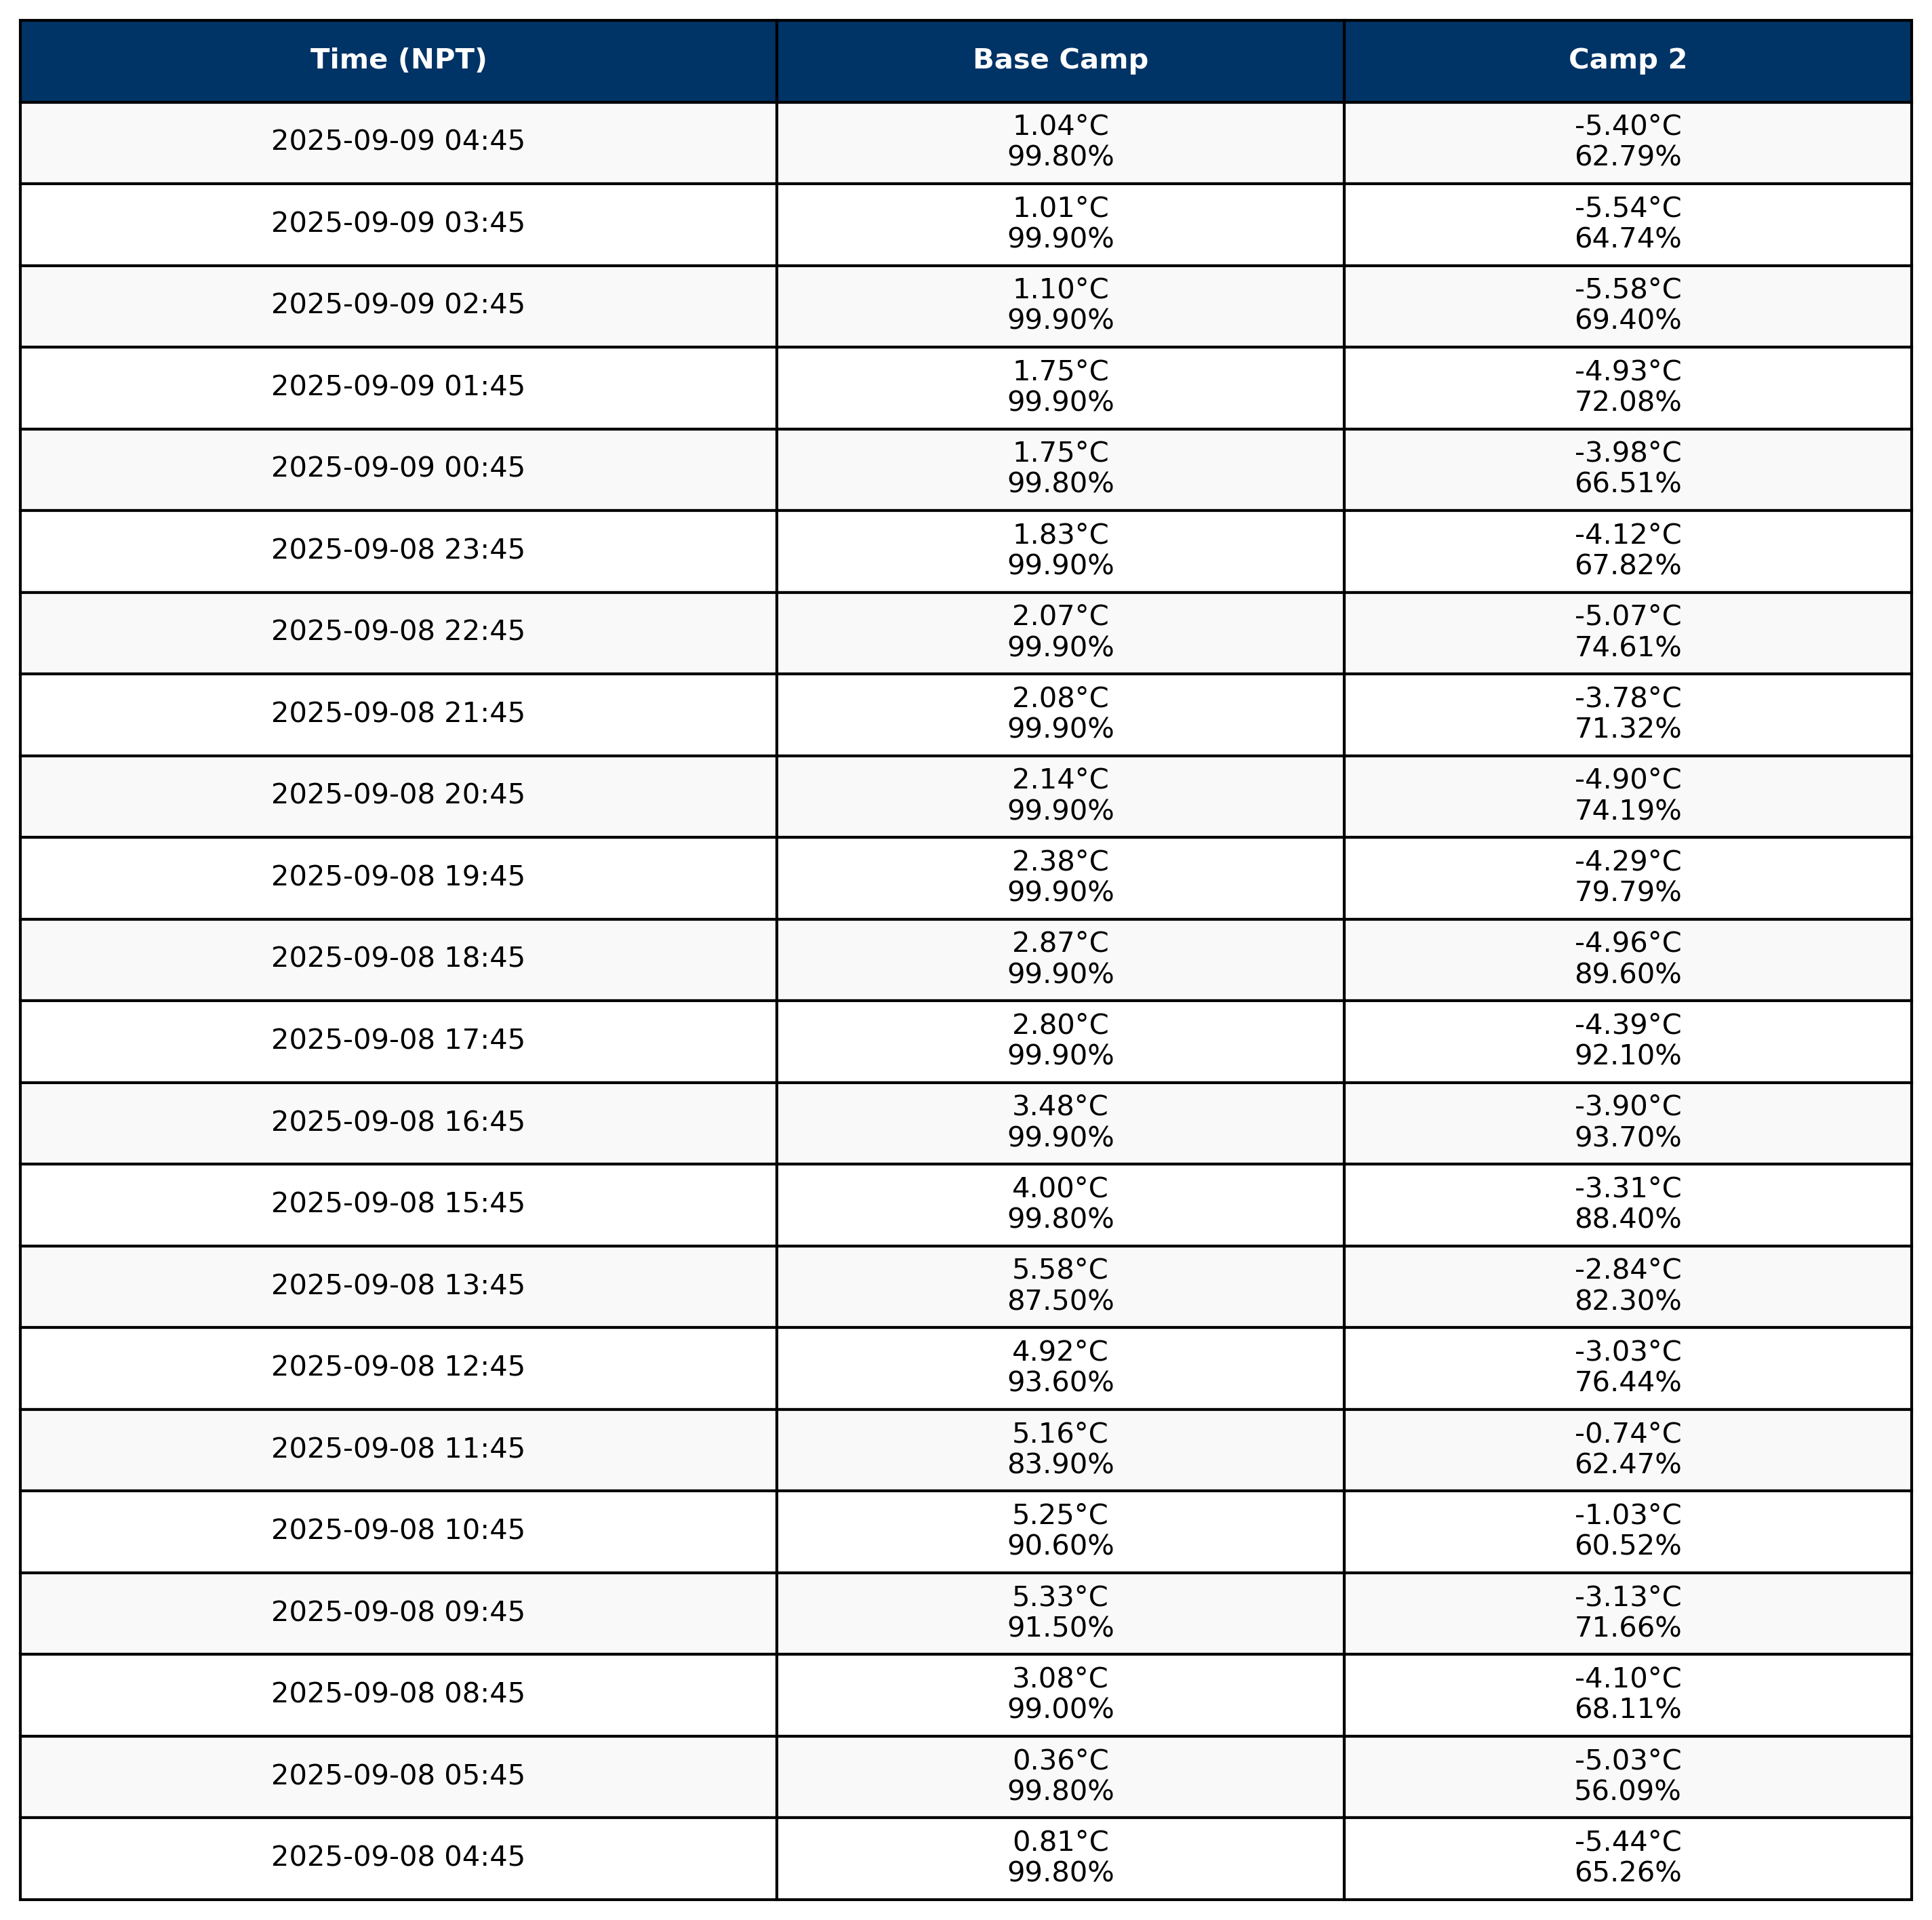 Time (NPT) Base Camp Camp 2
1.04°C -5.40°C
2025-09-09 04:45
99.80% 62.79%
1.01°C -5.54°C
2025-09-09 03:45
99.90% 64.74%
1.10°C -5.58°C
2025-09-09 02:45
99.90% 69.40%
1.75°C -4.93°C
2025-09-09 01:45
99.90% 72.08%
1.75°C -3.98°C
2025-09-09 00:45
99.80% 66.51%
1.83°C -4.12°C
2025-09-08 23:45
99.90% 67.82%
2.07°C -5.07°C
2025-09-08 22:45
99.90% 74.61%
2.08°C -3.78°C
2025-09-08 21:45
99.90% 71.32%
2.14°C -4.90°C
2025-09-08 20:45
99.90% 74.19%
2.38°C -4.29°C
2025-09-08 19:45
99.90% 79.79%
2.87°C -4.96°C
2025-09-08 18:45
99.90% 89.60%
2.80°C -4.39°C
2025-09-08 17:45
99.90% 92.10%
3.48°C -3.90°C
2025-09-08 16:45
99.90% 93.70%
4.00°C -3.31°C
2025-09-08 15:45
99.80% 88.40%
5.58°C -2.84°C
2025-09-08 13:45
87.50% 82.30%
4.92°C -3.03°C
2025-09-08 12:45
93.60% 76.44%
5.16°C -0.74°C
2025-09-08 11:45
83.90% 62.47%
5.25°C -1.03°C
2025-09-08 10:45
90.60% 60.52%
5.33°C -3.13°C
2025-09-08 09:45
91.50% 71.66%
3.08°C -4.10°C
2025-09-08 08:45
99.00% 68.11%
0.36°C -5.03°C
2025-09-08 05:45
99.80% 56.09%
0.81°C -5.44°C
2025-09-08 04:45
99.80% 65.26%